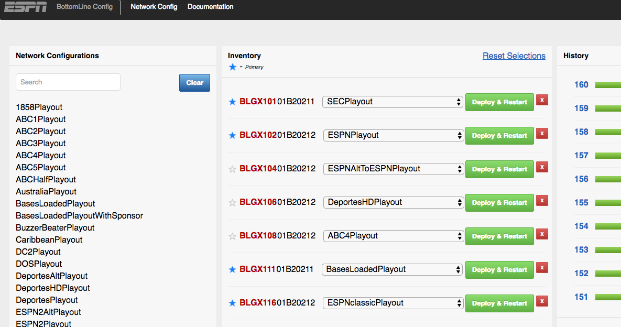 ESPN BottomLine Config Network Config Documentation
Network Configurations
Search Clear
1858Playout
ABC1Playout
ABC2Playout
ABC3Playout
ABC4Playout
ABC5Playout
ABCHalfPlayout
AustraliaPlayout
BasesLoadedPlayout
BasesLoadedPlayoutWithSponsor
BuzzerBeaterPlayout
CaribbeanPlayout
DC2Playout
DOSPlayout
DeportesAltPlayout
DeportesHDPlayout
DeportesPlayout
ESPN2AltPlayout
ESPN2Playout
Inventory Reset Selections
★ - Primary
★ BLGX10101B20211 SECPlayout Deploy & Restart x
★ BLGX10201B20212 ESPNPlayout Deploy & Restart x
☆ BLGX10401B20212 ESPNAltToESPNPlayout Deploy & Restart x
☆ BLGX10601B20212 DeportesHDPlayout Deploy & Restart x
☆ BLGX10801B20212 ABC4Playout Deploy & Restart x
★ BLGX11101B20211 BasesLoadedPlayout Deploy & Restart x
★ BLGX11601B20212 ESPNclassicPlayout Deploy & Restart x
History
160
159
158
157
156
155
154
153
152
151